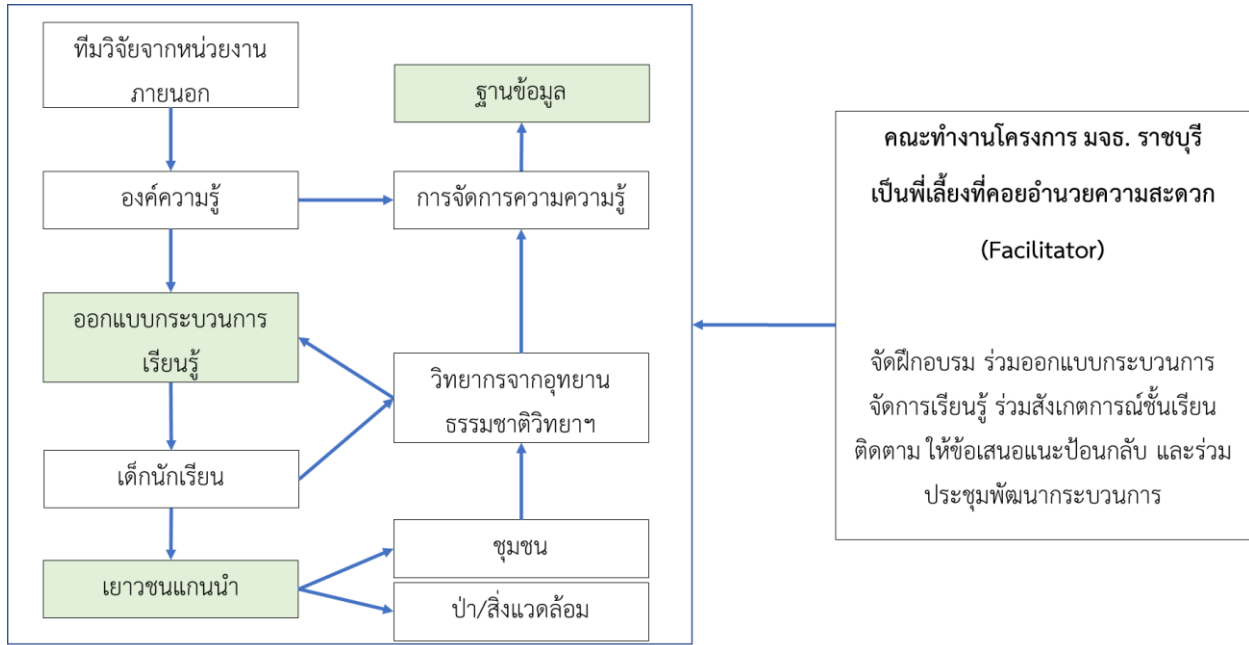 ทีมวิจัยจากหน่วยงาน
ภายนอก
ฐานข้อมูล
องค์ความรู้
การจัดการความความรู้
ออกแบบกระบวนการ
เรียนรู้
วิทยากรจากอุทยาน
ธรรมชาติวิทยาฯ
เด็กนักเรียน
ชุมชน
เยาวชนแกนนำ
ป่า/สิ่งแวดล้อม
คณะทำงานโครงการ มจธ. ราชบุรี
เป็นพี่เลี้ยงที่คอยอำนวยความสะดวก
(Facilitator)
จัดฝึกอบรม ร่วมออกแบบกระบวนการ
จัดการเรียนรู้ ร่วมสังเกตการณ์ชั้นเรียน
ติดตาม ให้ข้อเสนอแนะป้อนกลับ และร่วม
ประชุมพัฒนากระบวนการ